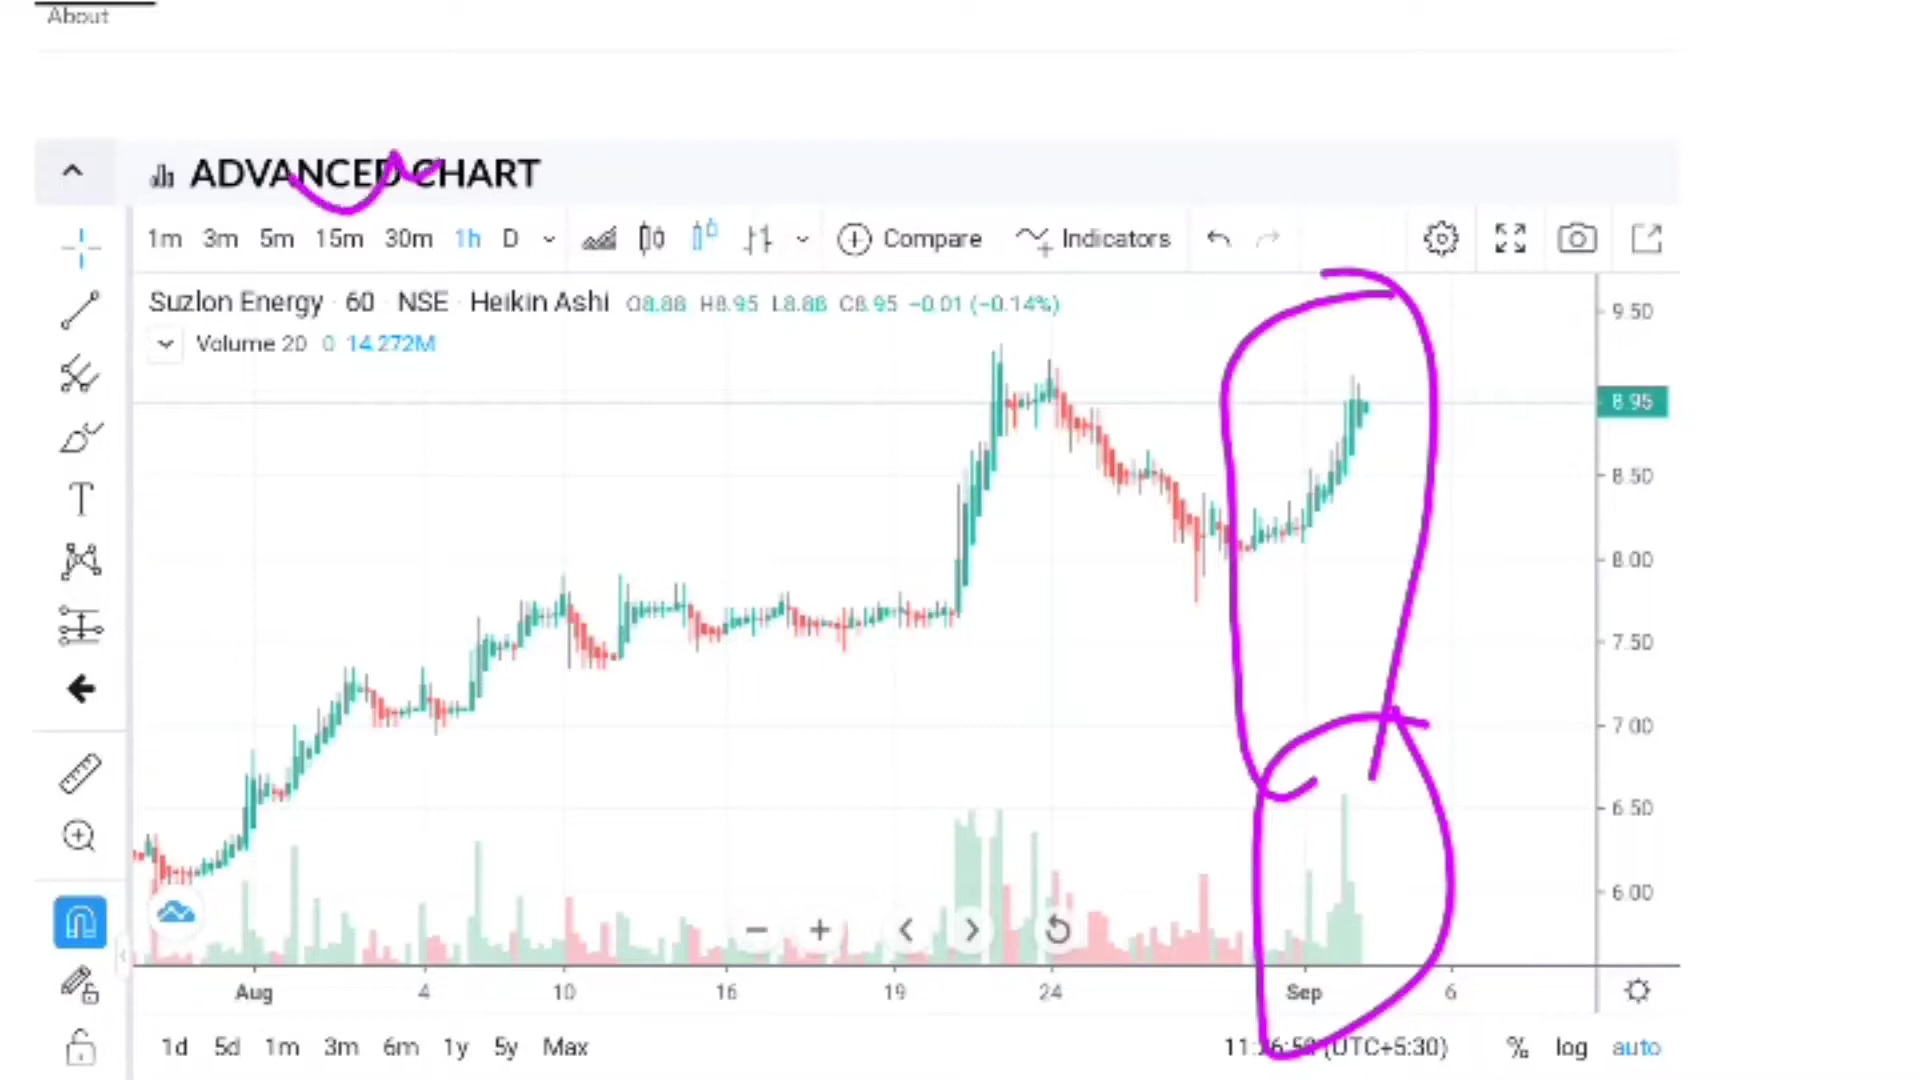 About
ADVANCED CHART
1m 3m 5m 15m 30m 1h D Compare Indicators
Suzlon Energy · 60 · NSE · Heikin Ashi O8.88 H8.95 L8.88 C8.95 −0.01 (−0.14%)
Volume 20 0 14.272M
9.50
8.95
8.50
8.00
7.50
7.00
6.50
6.00
Aug 4 10 16 19 24 Sep 6
1d 5d 1m 3m 6m 1y 5y Max (UTC+5:30) % log auto